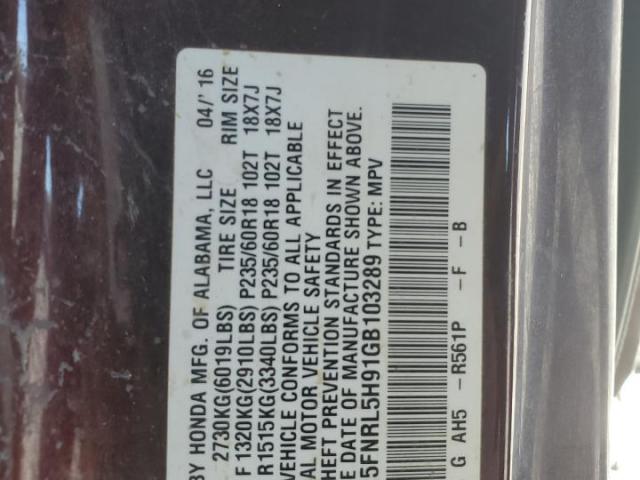 BY HONDA MFG. OF ALABAMA, LLC 04/'16
2730KG(6019LBS) TIRE SIZE RIM SIZE
F 1320KG(2910LBS) P235/60R18 102T 18X7J
R 1515KG(3340LBS) P235/60R18 102T 18X7J
VEHICLE CONFORMS TO ALL APPLICABLE
AL MOTOR VEHICLE SAFETY
HEFT PREVENTION STANDARDS IN EFFECT
E DATE OF MANUFACTURE SHOWN ABOVE.
5FNRL5H91GB103289 TYPE: MPV
G AH5 -R561P -F -B